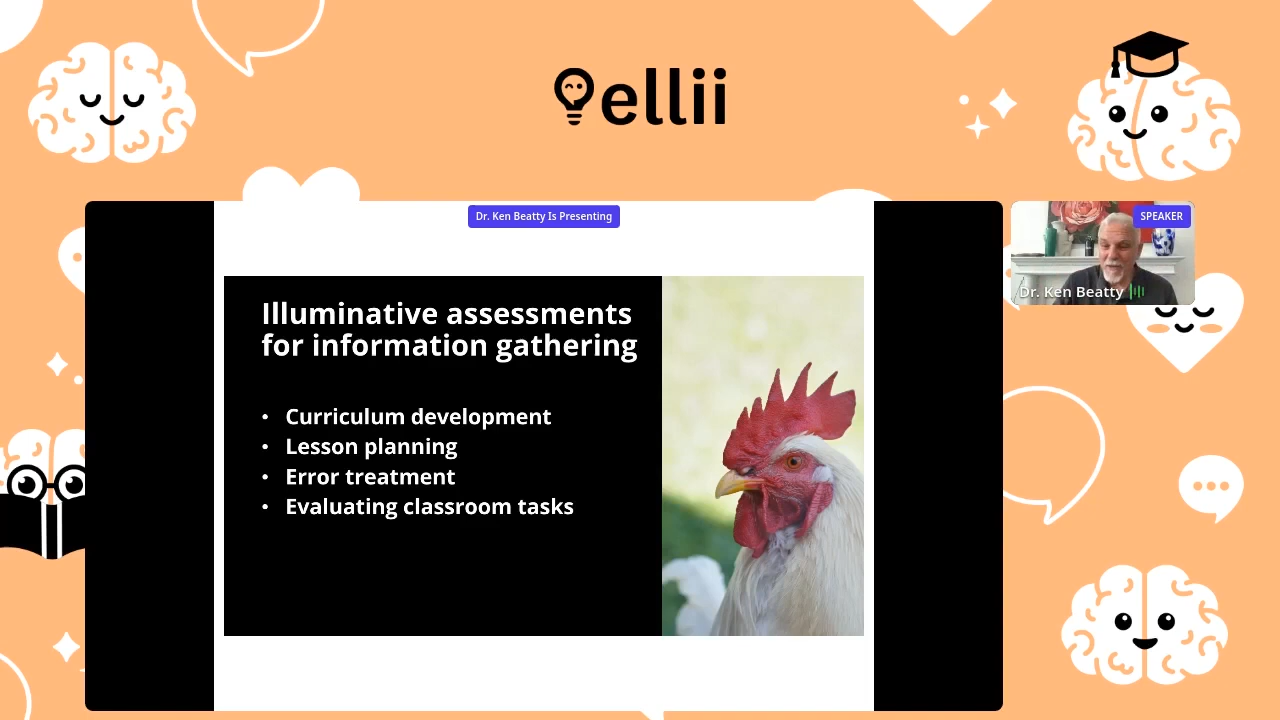 ellii
Dr. Ken Beatty Is Presenting
SPEAKER
Dr. Ken Beatty
Illuminative assessments
for information gathering
• Curriculum development
• Lesson planning
• Error treatment
• Evaluating classroom tasks